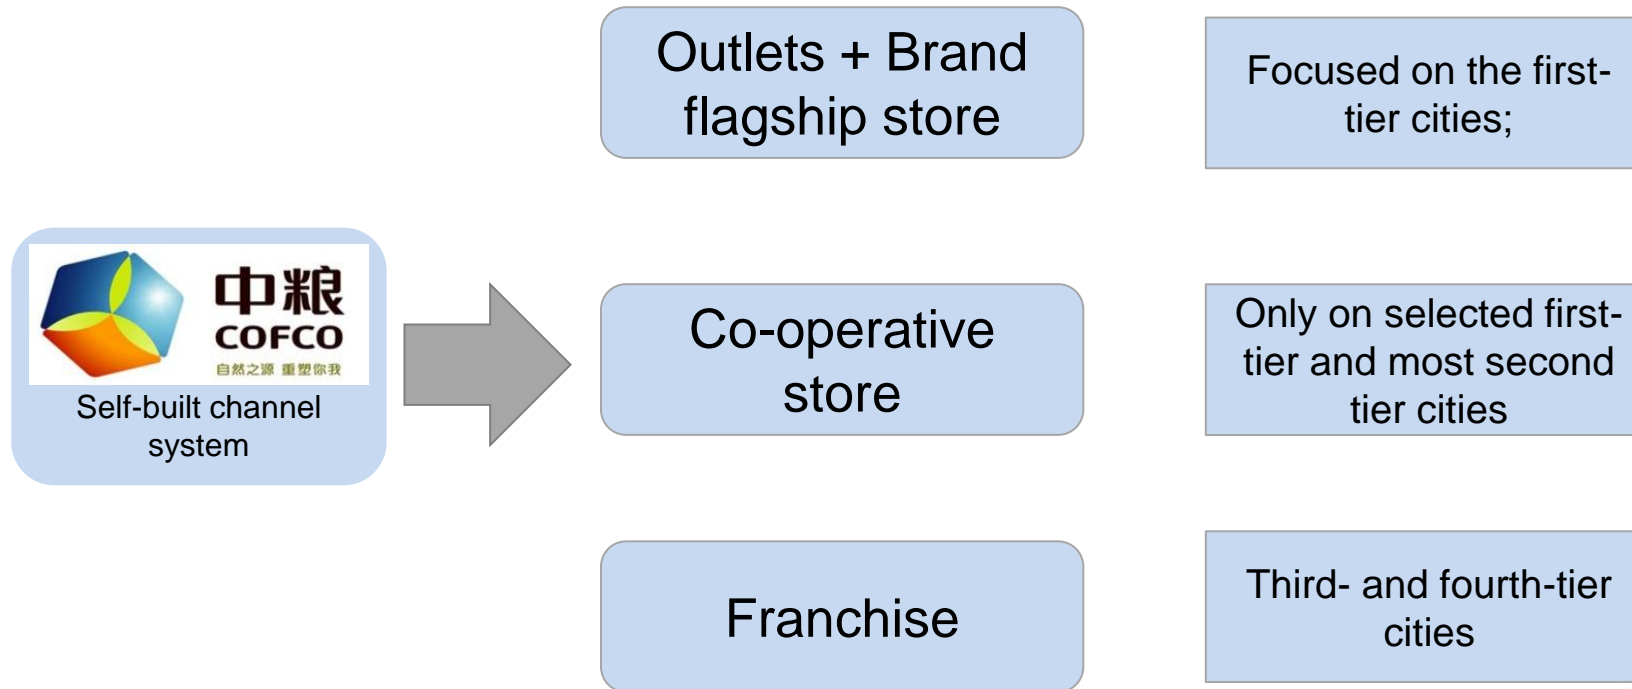 Outlets + Brand
flagship store
Focused on the first-
tier cities;
中粮
COFCO
自然之源 重塑你我
Self-built channel
system
Co-operative
store
Only on selected first-
tier and most second
tier cities
Franchise
Third- and fourth-tier
cities